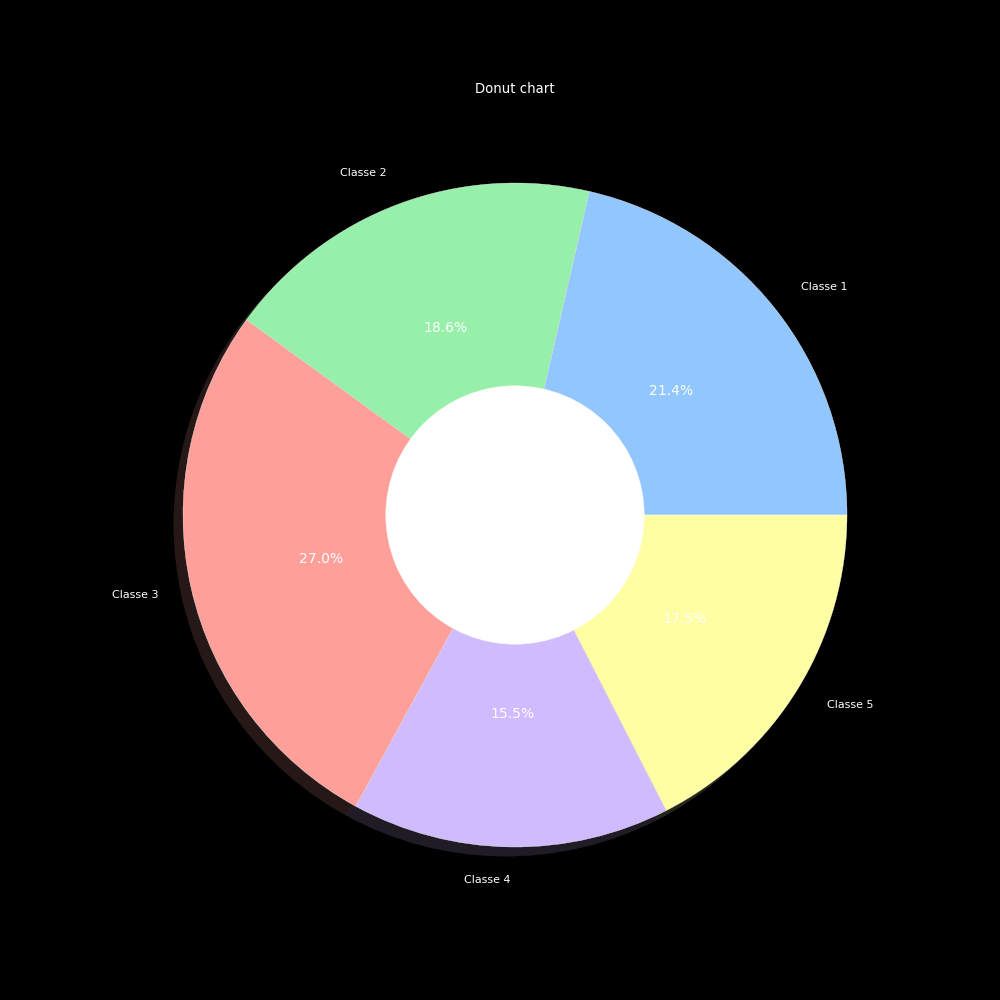 Donut chart
Classe 2
Classe 1
18.6%
21.4%
27.0%
Classe 3
17.5%
15.5%
Classe 5
Classe 4